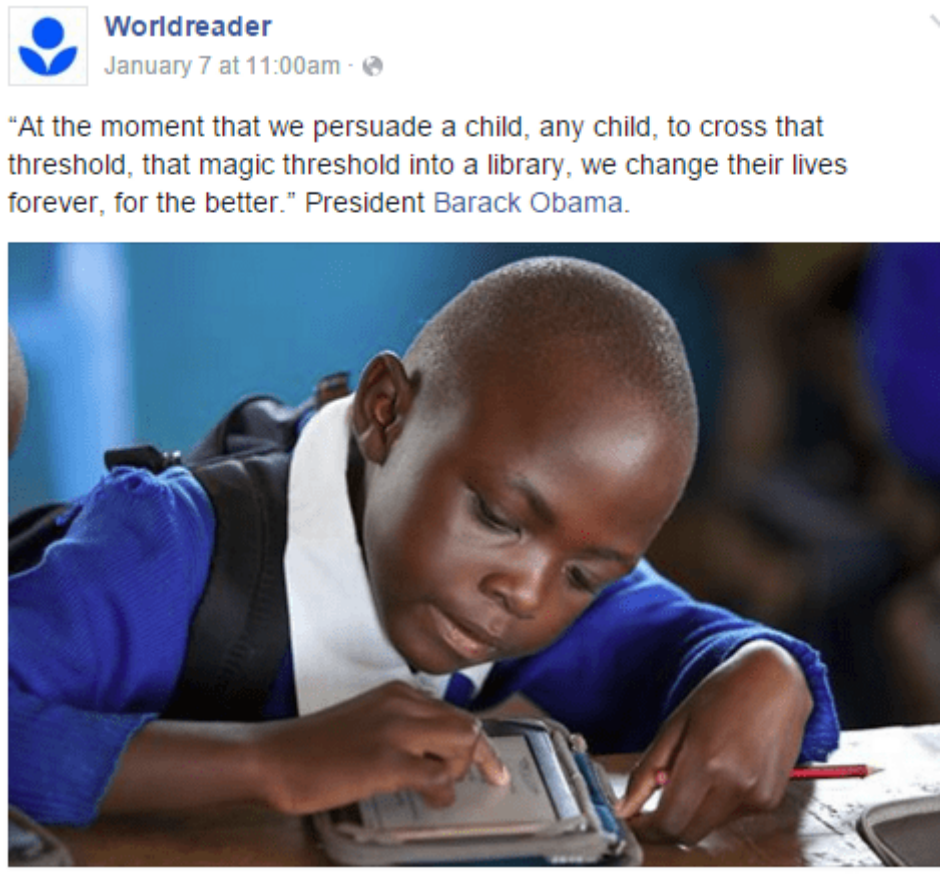 Worldreader
January 7 at 11:00am ·
“At the moment that we persuade a child, any child, to cross that
threshold, that magic threshold into a library, we change their lives
forever, for the better.” President Barack Obama.